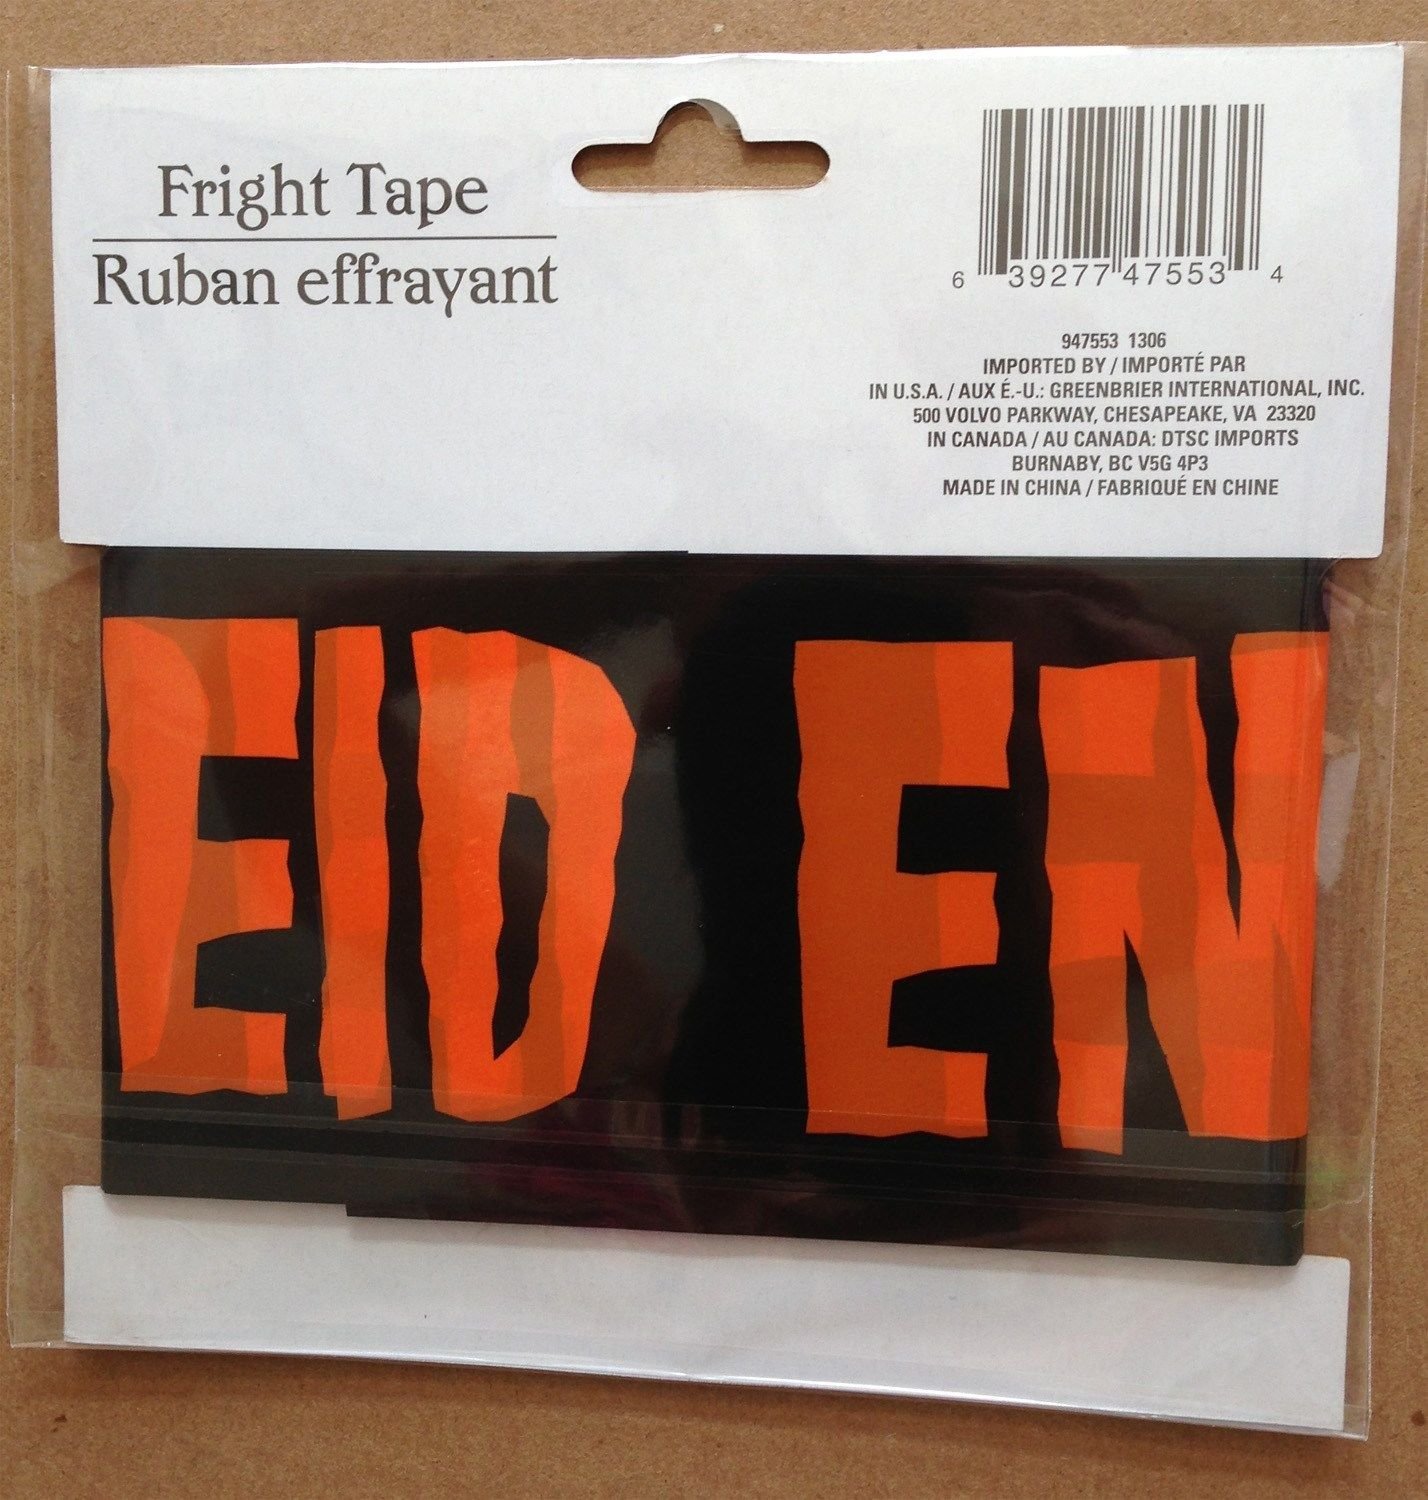 Fright Tape
Ruban effrayant
6 39277 47553 4
947553 1306
IMPORTED BY / IMPORTÉ PAR
IN U.S.A. / AUX É.-U.: GREENBRIER INTERNATIONAL, INC.
500 VOLVO PARKWAY, CHESAPEAKE, VA 23320
IN CANADA / AU CANADA: DTSC IMPORTS
BURNABY, BC V5G 4P3
MADE IN CHINA / FABRIQUÉ EN CHINE
EID EN